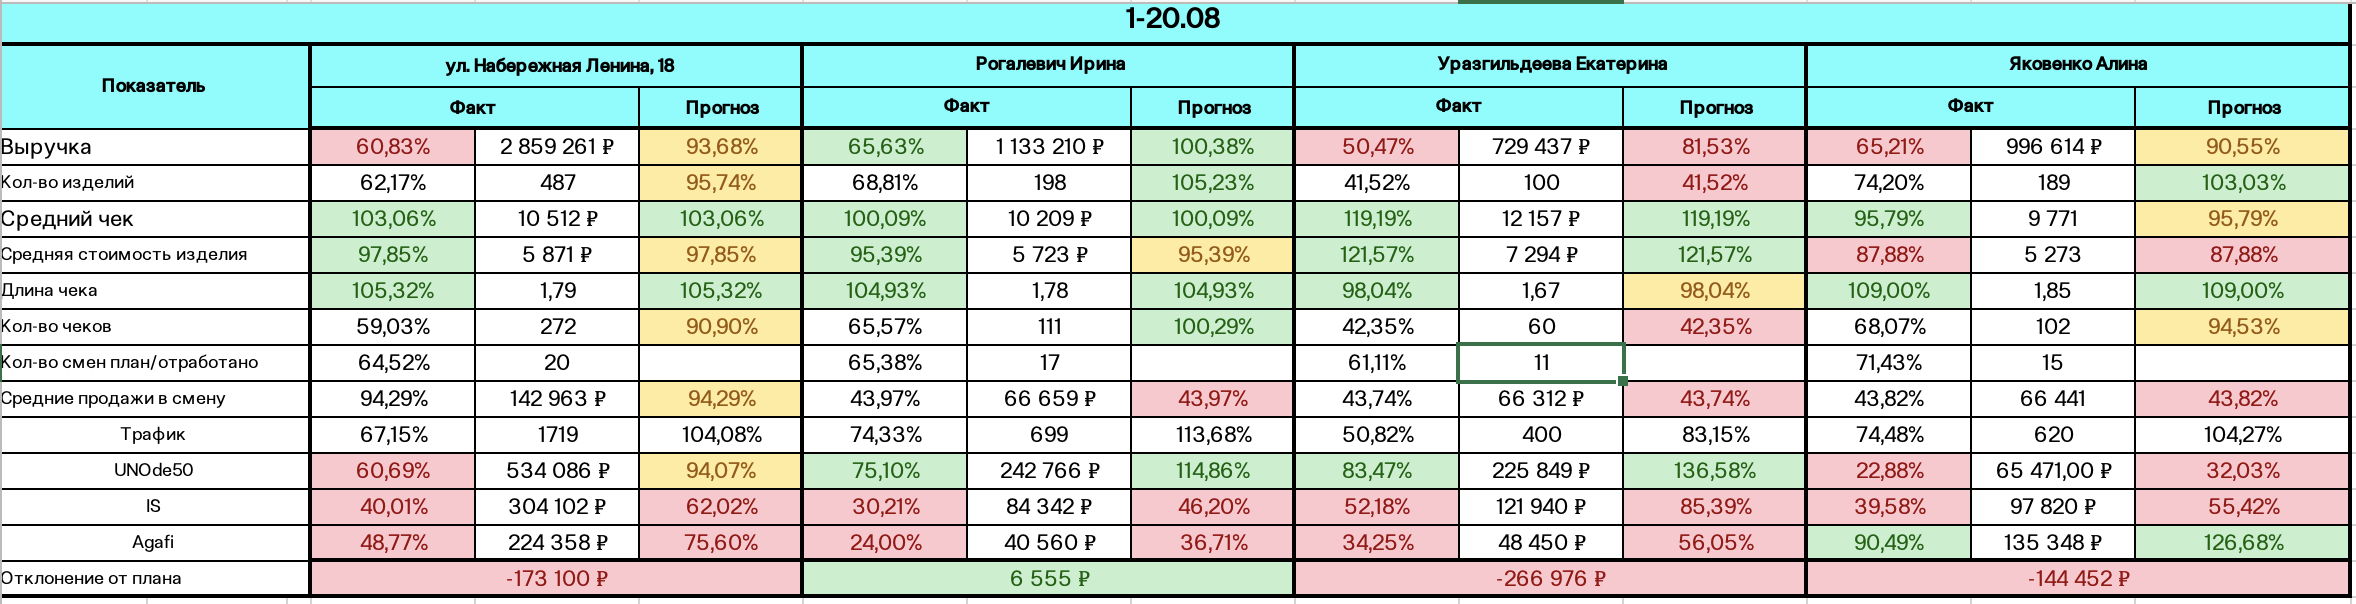 1-20.08
Показатель ул. Набережная Ленина, 18 Рогалевич Ирина Уразгильдеева Екатерина Яковенко Алина
Факт Прогноз Факт Прогноз Факт Прогноз Факт Прогноз
Выручка 60,83% 2 859 261 ₽ 93,68% 65,63% 1 133 210 ₽ 100,38% 50,47% 729 437 ₽ 81,53% 65,21% 996 614 ₽ 90,55%
Кол-во изделий 62,17% 487 95,74% 68,81% 198 105,23% 41,52% 100 41,52% 74,20% 189 103,03%
Средний чек 103,06% 10 512 ₽ 103,06% 100,09% 10 209 ₽ 100,09% 119,19% 12 157 ₽ 119,19% 95,79% 9 771 95,79%
Средняя стоимость изделия 97,85% 5 871 ₽ 97,85% 95,39% 5 723 ₽ 95,39% 121,57% 7 294 ₽ 121,57% 87,88% 5 273 87,88%
Длина чека 105,32% 1,79 105,32% 104,93% 1,78 104,93% 98,04% 1,67 98,04% 109,00% 1,85 109,00%
Кол-во чеков 59,03% 272 90,90% 65,57% 111 100,29% 42,35% 60 42,35% 68,07% 102 94,53%
Кол-во смен план/отработано 64,52% 20 65,38% 17 61,11% 11 71,43% 15
Средние продажи в смену 94,29% 142 963 ₽ 94,29% 43,97% 66 659 ₽ 43,97% 43,74% 66 312 ₽ 43,74% 43,82% 66 441 43,82%
Трафик 67,15% 1719 104,08% 74,33% 699 113,68% 50,82% 400 83,15% 74,48% 620 104,27%
UNOde50 60,69% 534 086 ₽ 94,07% 75,10% 242 766 ₽ 114,86% 83,47% 225 849 ₽ 136,58% 22,88% 65 471,00 ₽ 32,03%
IS 40,01% 304 102 ₽ 62,02% 30,21% 84 342 ₽ 46,20% 52,18% 121 940 ₽ 85,39% 39,58% 97 820 ₽ 55,42%
Agafi 48,77% 224 358 ₽ 75,60% 24,00% 40 560 ₽ 36,71% 34,25% 48 450 ₽ 56,05% 90,49% 135 348 ₽ 126,68%
Отклонение от плана -173 100 ₽ 6 555 ₽ -266 976 ₽ -144 452 ₽